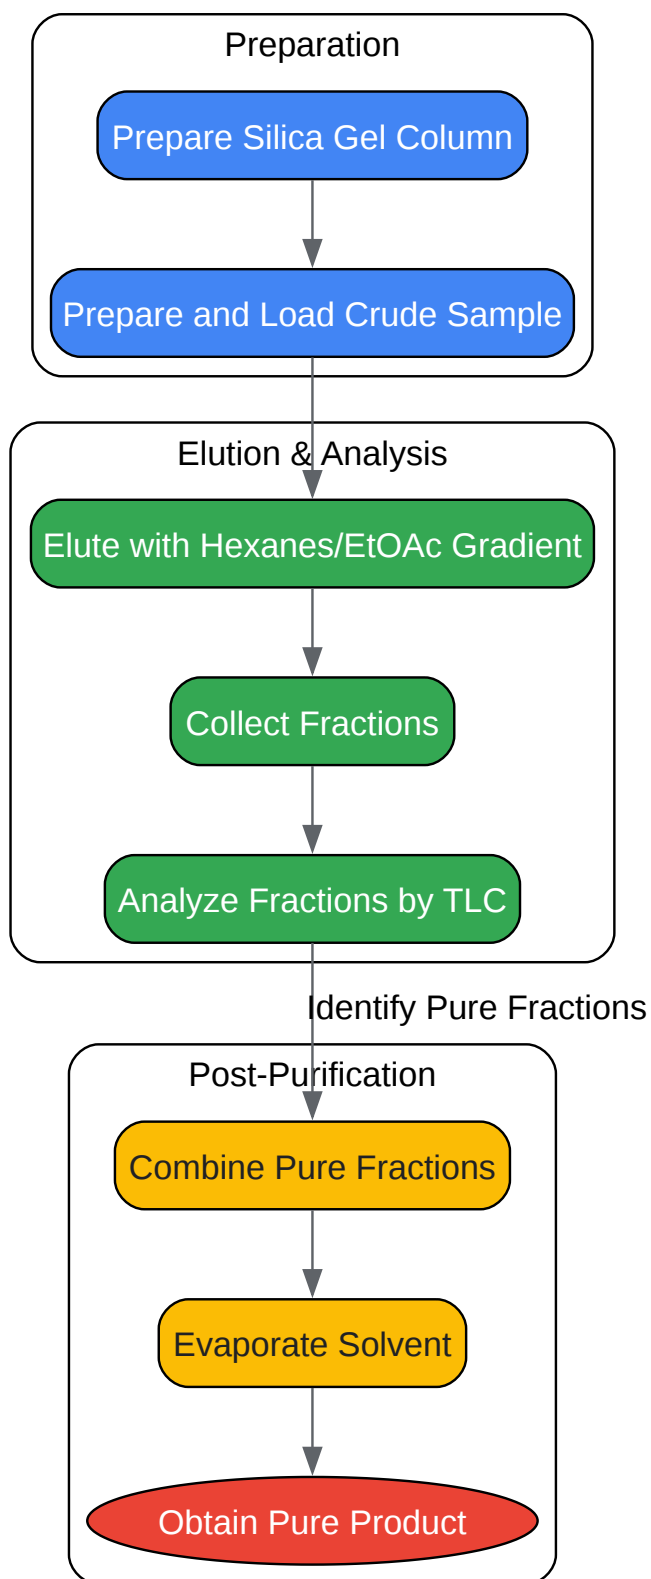 Preparation
Prepare Silica Gel Column
Prepare and Load Crude Sample
Elution & Analysis
Elute with Hexanes/EtOAc Gradient
Collect Fractions
Analyze Fractions by TLC
Identify Pure Fractions
Post-Purification
Combine Pure Fractions
Evaporate Solvent
Obtain Pure Product